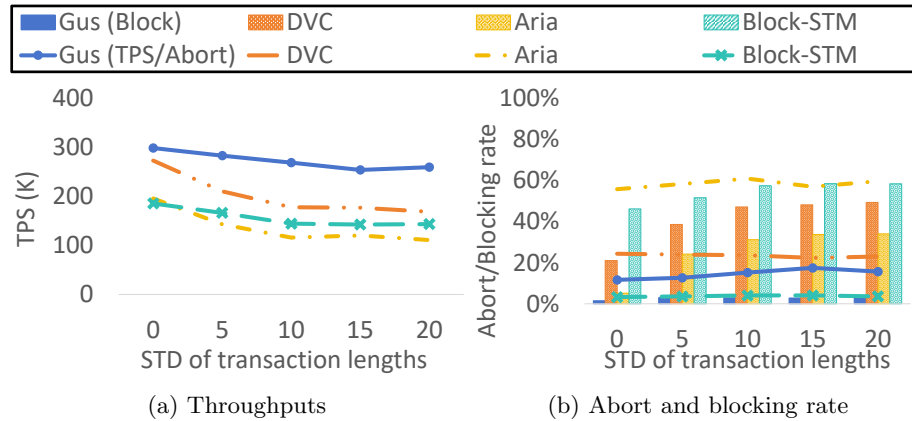 Gus (Block) DVC Aria Block-STM
Gus (TPS/Abort) DVC Aria Block-STM
TPS (K)
400
300
200
100
0
0 5 10 15 20
STD of transaction lengths
(a) Throughputs
Abort/Blocking rate
100%
80%
60%
40%
20%
0%
0 5 10 15 20
STD of transaction lengths
(b) Abort and blocking rate